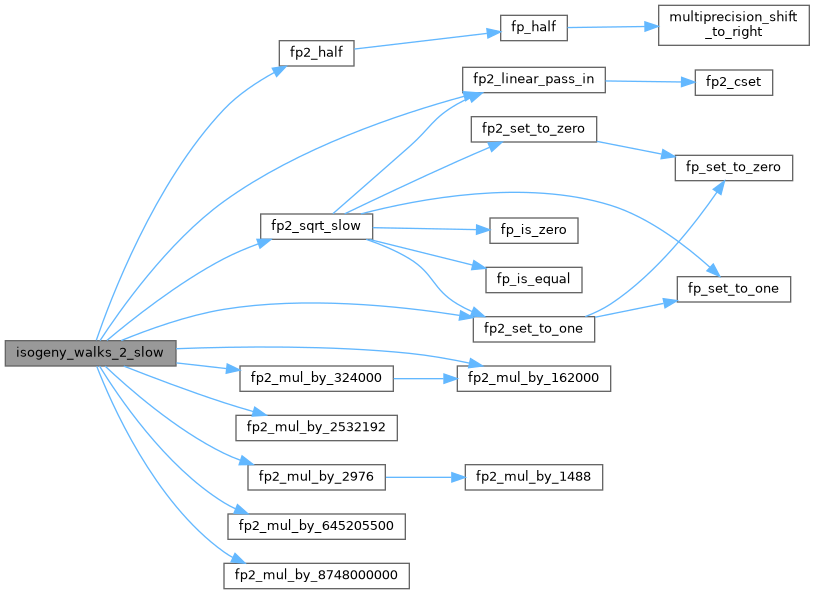 multiprecision_shift
_to_right
fp_half
fp2_half
fp2_linear_pass_in
fp2_cset
fp2_set_to_zero
fp_set_to_zero
fp2_sqrt_slow
fp_is_zero
fp_is_equal
fp_set_to_one
fp2_set_to_one
isogeny_walks_2_slow
fp2_mul_by_324000
fp2_mul_by_162000
fp2_mul_by_2532192
fp2_mul_by_2976
fp2_mul_by_1488
fp2_mul_by_645205500
fp2_mul_by_8748000000